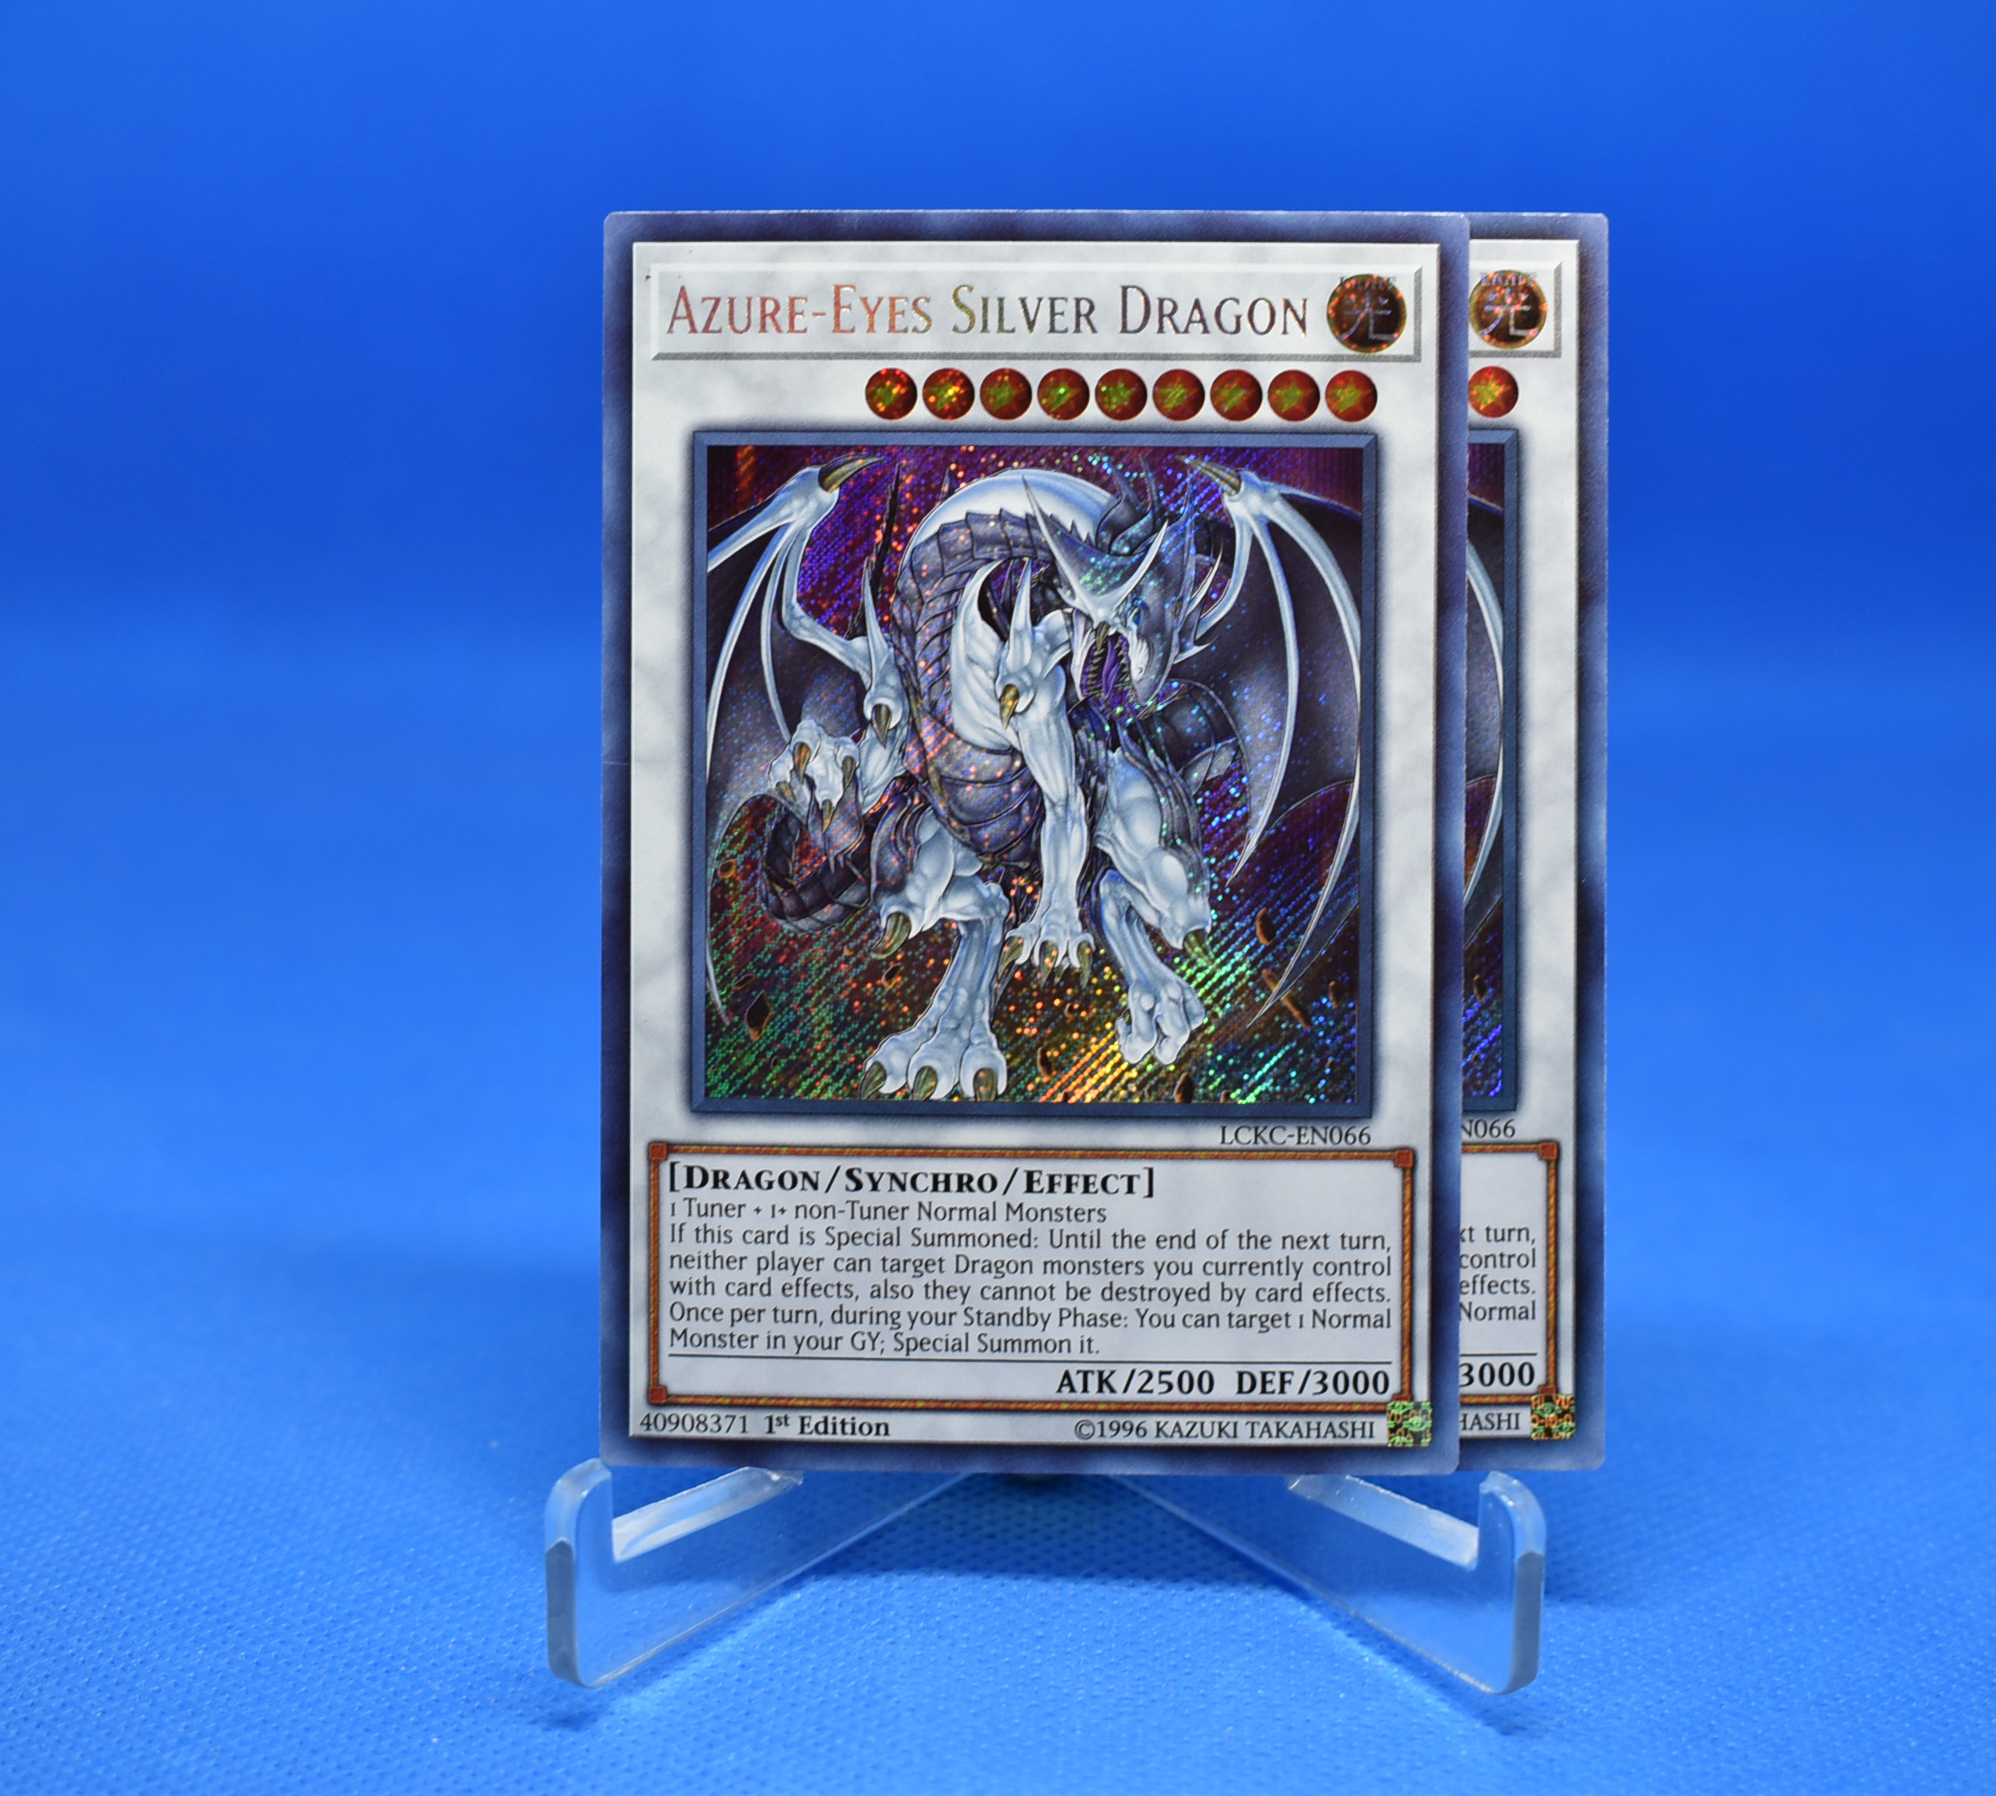 AZURE-EYES SILVER DRAGON
LIGHT
光
光
LCKC-EN066
N066
[DRAGON/SYNCHRO/EFFECT]
1 Tuner + 1+ non-Tuner Normal Monsters
If this card is Special Summoned: Until the end of the next turn,
neither player can target Dragon monsters you currently control
with card effects, also they cannot be destroyed by card effects.
Once per turn, during your Standby Phase: You can target 1 Normal
Monster in your GY; Special Summon it.
ATK/2500 DEF/3000
40908371 1st Edition
©1996 KAZUKI TAKAHASHI
xt turn,
control
effects.
Normal
3000
HASHI